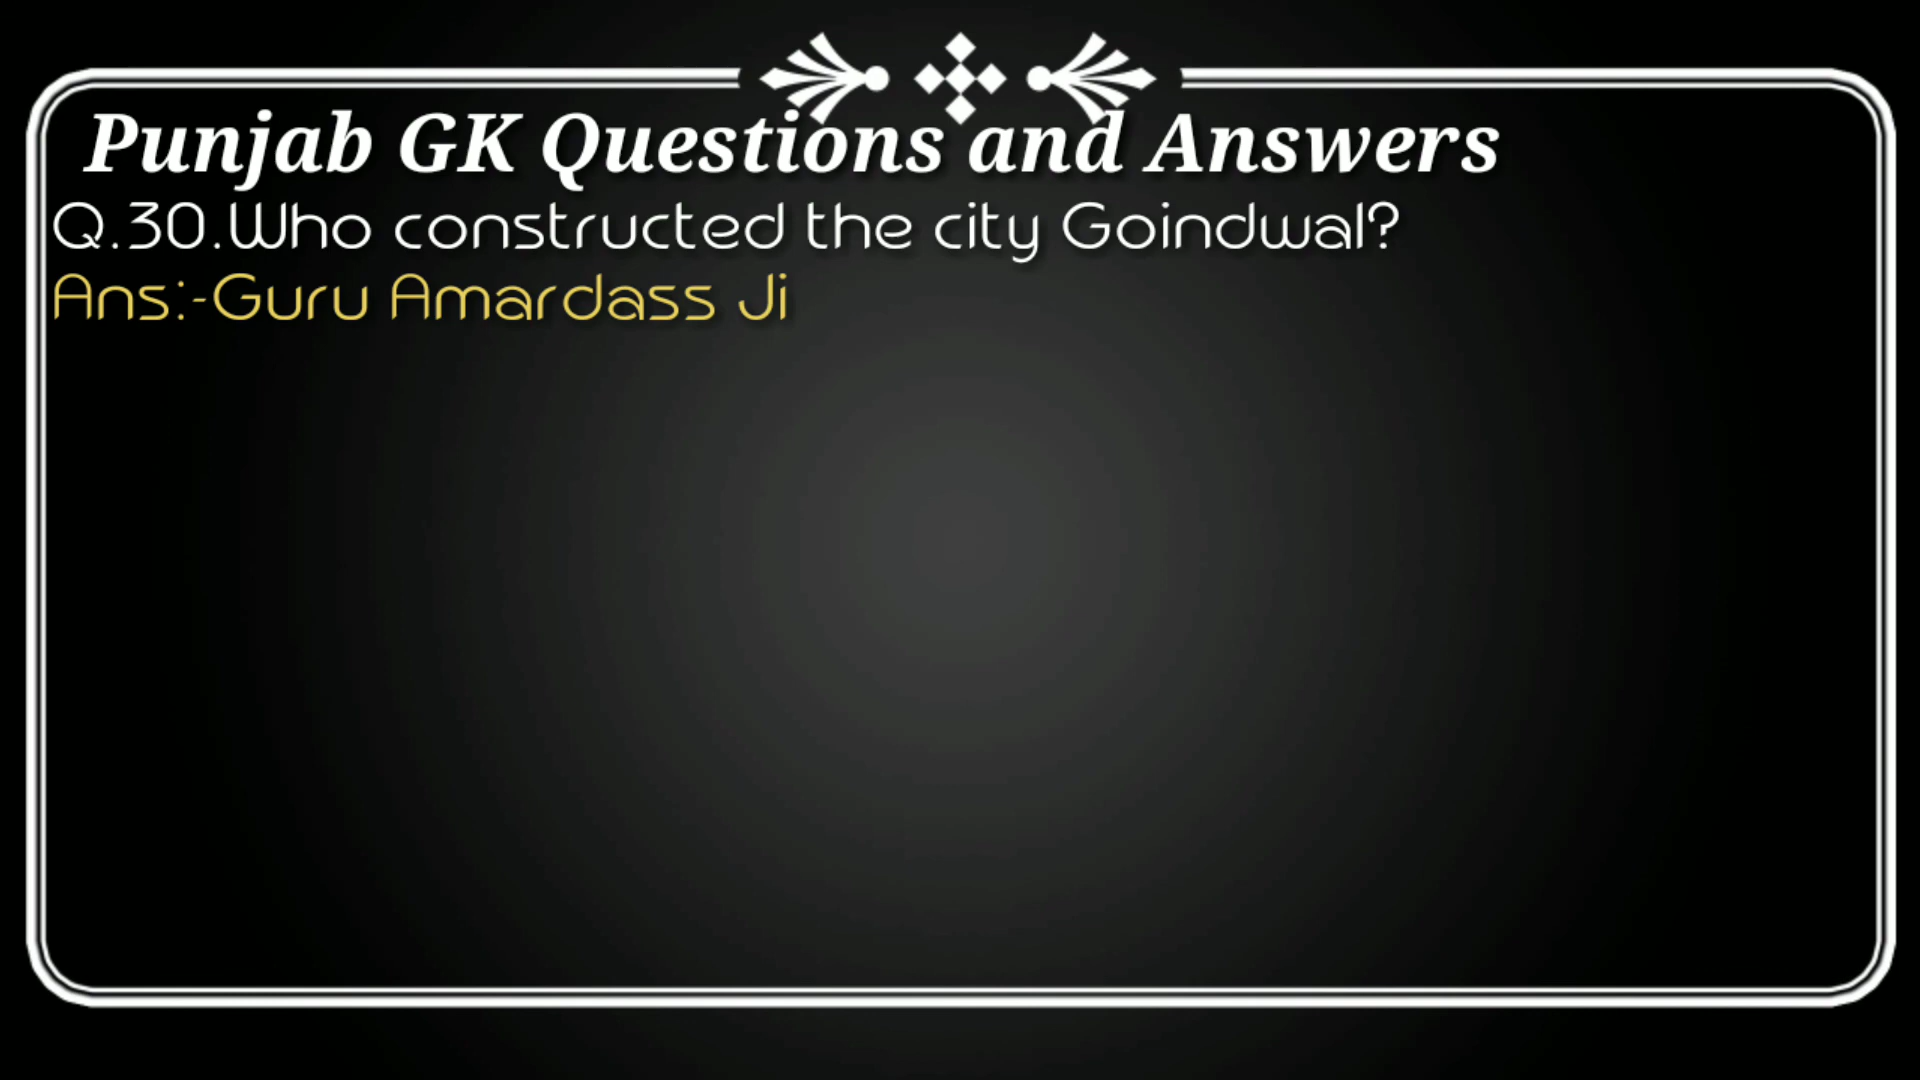 Punjab GK Questions and Answers
Q.30.Who constructed the city Goindwal?
Ans:-Guru Amardass Ji